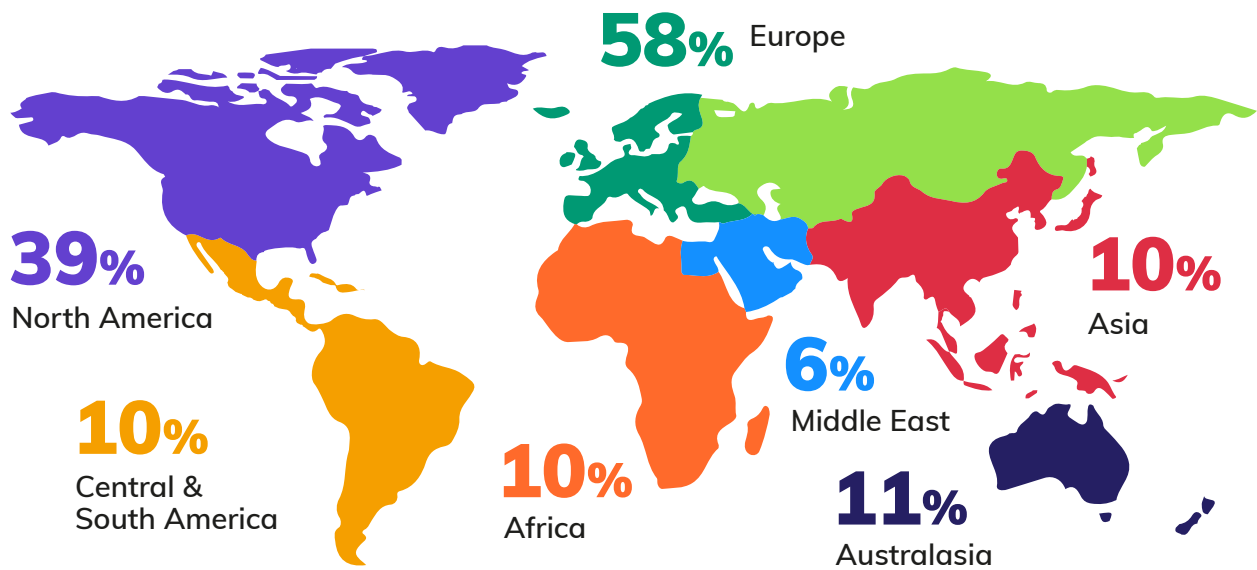 58% Europe
39%
North America
10%
Asia
6%
Middle East
10%
Central &
South America
10%
Africa
11%
Australasia